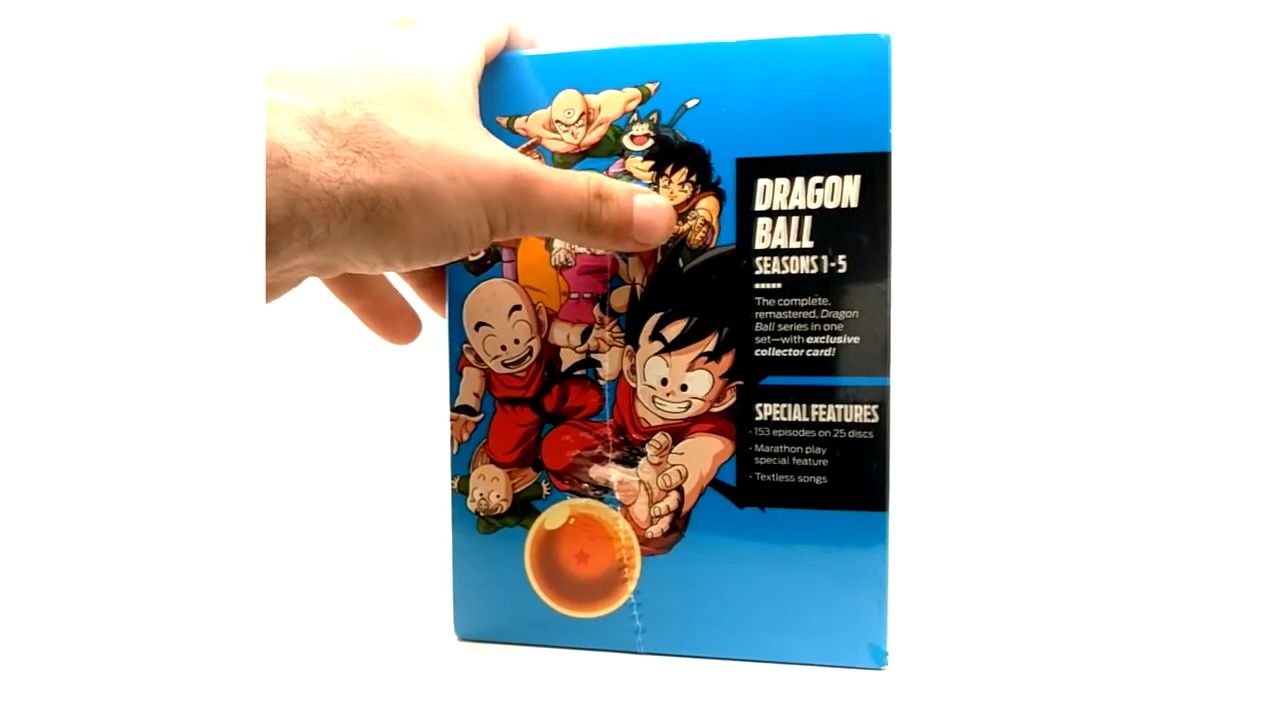 DRAGON
BALL
SEASONS 1-5
The complete,
remastered, Dragon
Ball series in one
set—with exclusive
collector card!
SPECIAL FEATURES
· 153 episodes on 25 discs
· Marathon play
special feature
· Textless songs